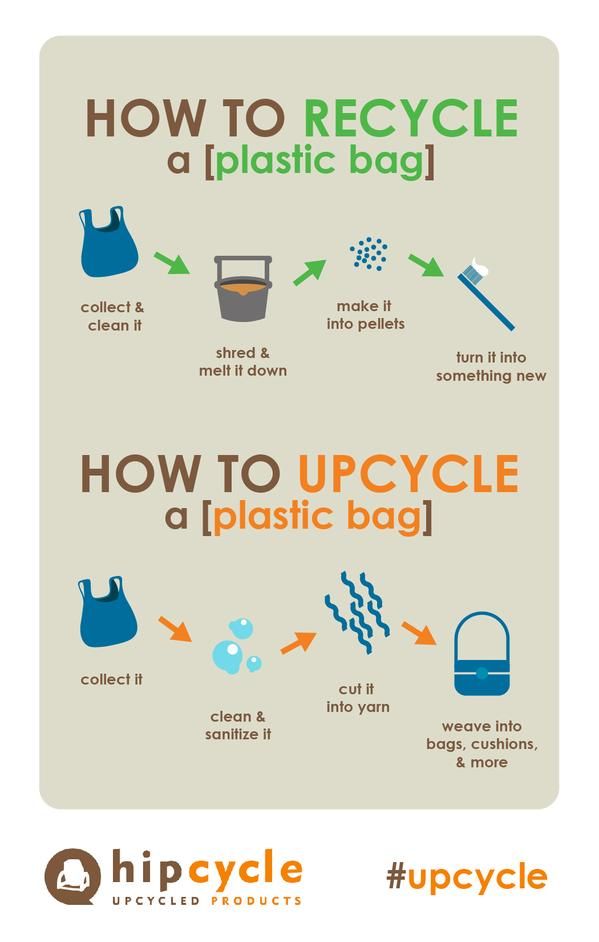 HOW TO RECYCLE
a [plastic bag]
collect &
clean it
shred &
melt it down
make it
into pellets
turn it into
something new
HOW TO UPCYCLE
a [plastic bag]
collect it
clean &
sanitize it
cut it
into yarn
weave into
bags, cushions,
& more
hipcycle
UPCYCLED PRODUCTS
#upcycle